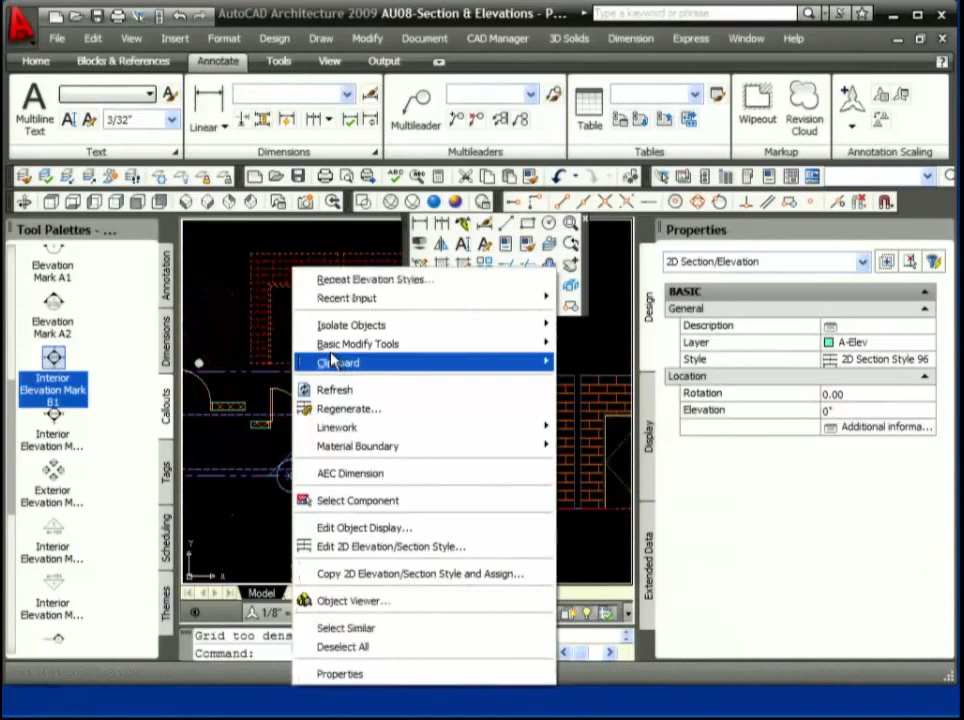 AutoCAD Architecture 2009 AU08-Section & Elevations - P...
Type a keyword or phrase
File Edit View Insert Format Design Draw Modify Document CAD Manager 3D Solids Dimension Express Window Help
Home Blocks & References Annotate Tools View Output
Multiline
Text
3/32"
Linear
Multileader
Table
Wipeout
Revision
Cloud
Text Dimensions Multileaders Tables Markup Annotation Scaling
Tool Palettes - ...
Elevation
Mark A1
Elevation
Mark A2
Interior
Elevation Mark
B1
Interior
Elevation M...
Exterior
Elevation M...
Interior
Elevation M...
Interior
Elevation M...
Annotation
Dimensions
Callouts
Tags
Scheduling
Themes
Repeat Elevation Styles...
Recent Input
Isolate Objects
Basic Modify Tools
Clipboard
Refresh
Regenerate...
Linework
Material Boundary
AEC Dimension
Select Component
Edit Object Display...
Edit 2D Elevation/Section Style...
Copy 2D Elevation/Section Style and Assign...
Object Viewer...
Select Similar
Deselect All
Properties
Y
X
Model
1/8" =
Grid too dens
Command:
Properties
2D Section/Elevation
BASIC
General
Description
Layer A-Elev
Style 2D Section Style 96
Location
Rotation 0.00
Elevation 0"
Additional informa...
Design
Display
Extended Data